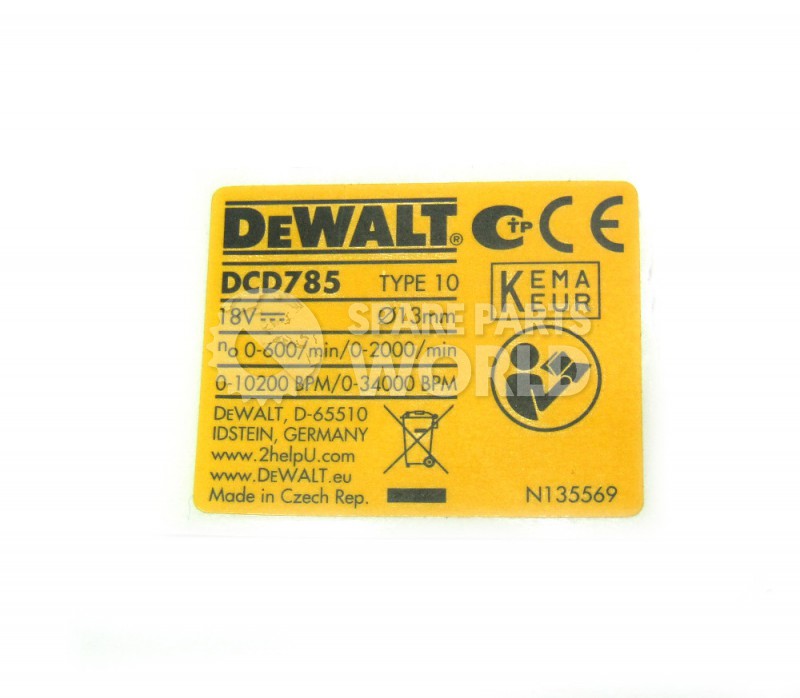 DEWALT®
DCD785 TYPE 10
18V Ø13mm
n₀ 0-600/min/0-2000/min
0-10200 BPM/0-34000 BPM
DEWALT, D-65510
IDSTEIN, GERMANY
www.2helpU.com
www.DEWALT.eu
Made in Czech Rep.
C tP CE
KEMA
KEUR
N135569
SPARE PARTS
WORLD